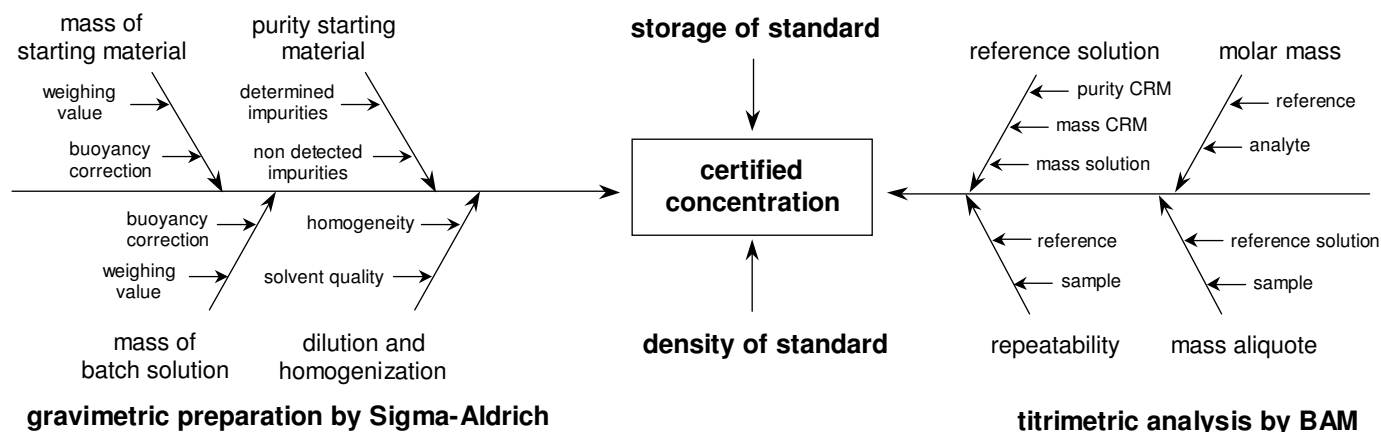 mass of
starting material
purity starting
material
storage of standard
reference solution
molar mass
weighing
value
determined
impurities
purity CRM
reference
mass CRM
buoyancy
correction
non detected
impurities
analyte
mass solution
certified
concentration
buoyancy
correction
homogeneity
reference
reference solution
weighing
value
solvent quality
sample
sample
mass of
batch solution
dilution and
homogenization
density of standard
repeatability
mass aliquote
gravimetric preparation by Sigma-Aldrich
titrimetric analysis by BAM